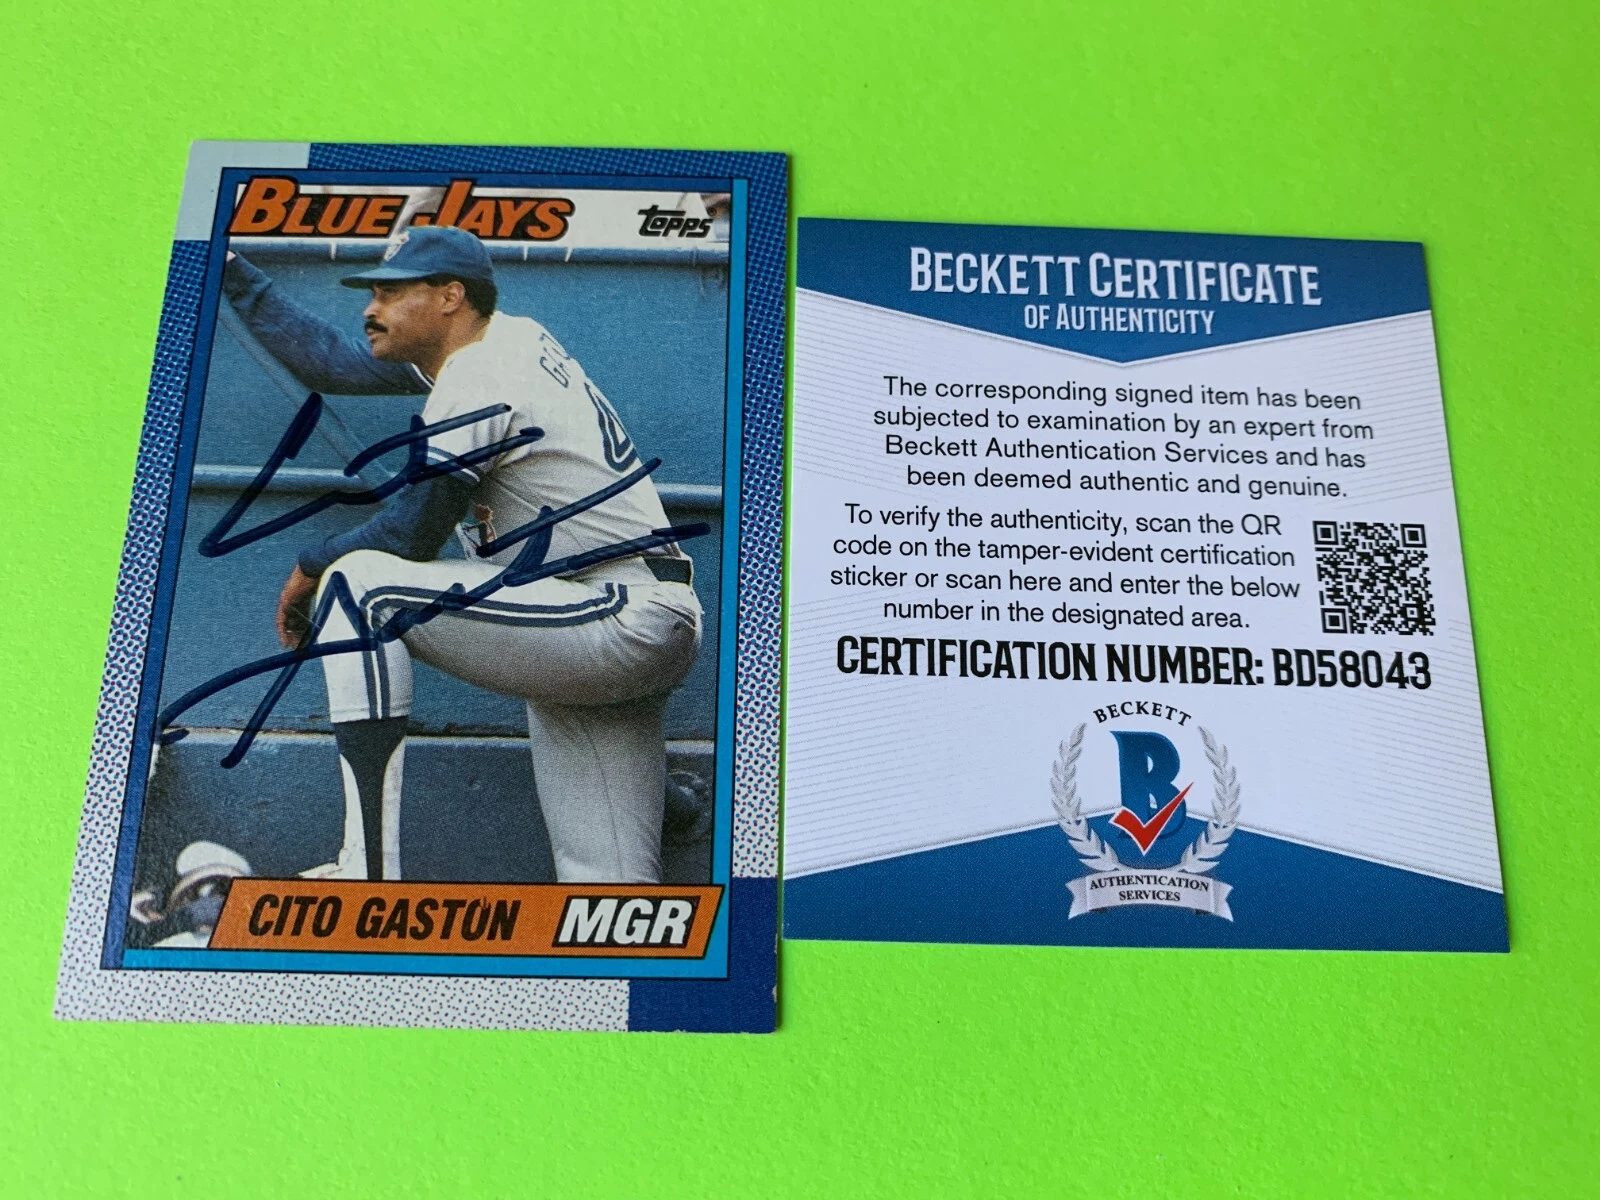 BLUE JAYS
topps
CITO GASTON
MGR
BECKETT CERTIFICATE
OF AUTHENTICITY
The corresponding signed item has been
subjected to examination by an expert from
Beckett Authentication Services and has
been deemed authentic and genuine.
To verify the authenticity, scan the QR
code on the tamper-evident certification
sticker or scan here and enter the below
number in the designated area.
CERTIFICATION NUMBER: BD58043
BECKETT
B
AUTHENTICATION
SERVICES